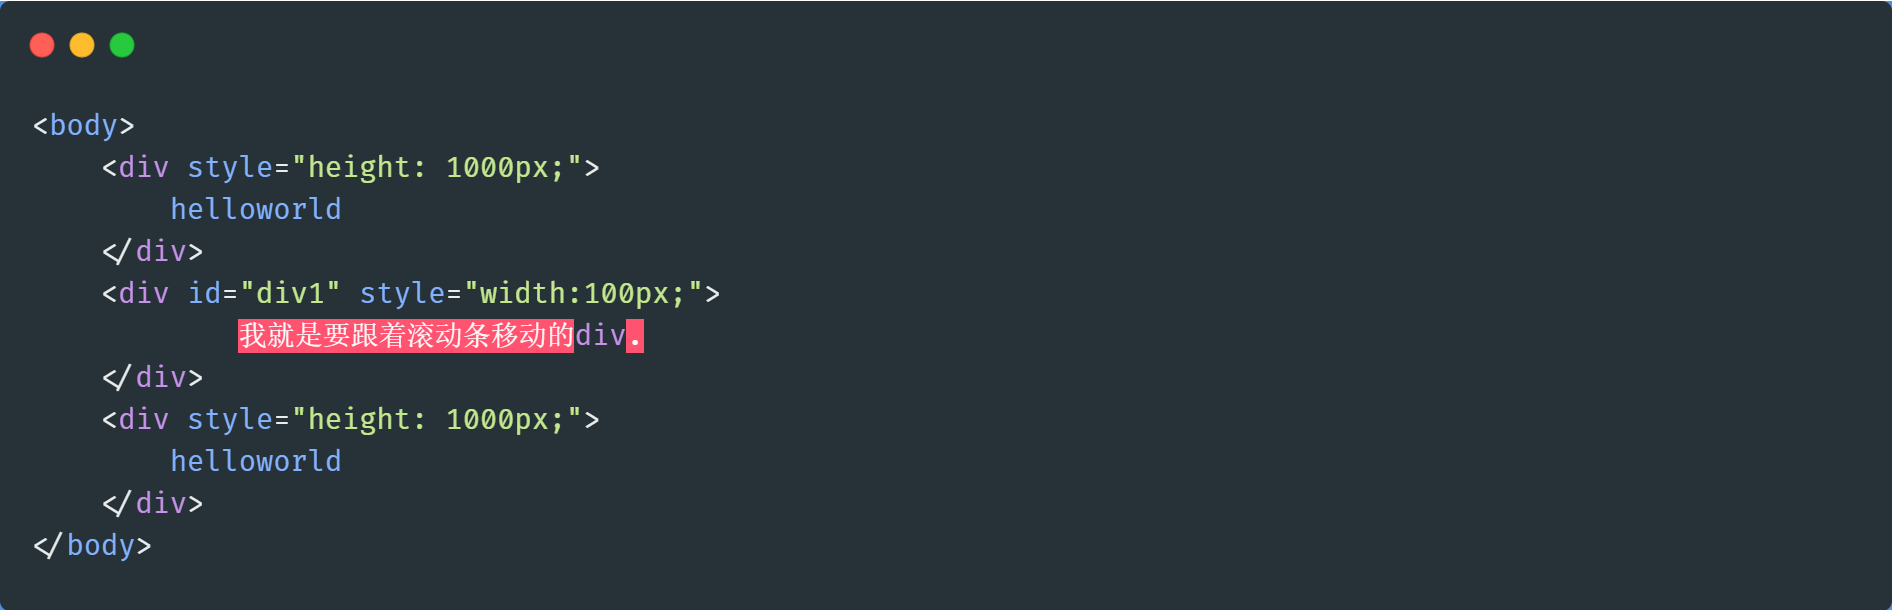 <body>
    <div style="height: 1000px;">
        helloworld
    </div>
    <div id="div1" style="width:100px;">
            我就是要跟着滚动条移动的div.
    </div>
    <div style="height: 1000px;">
        helloworld
    </div>
</body>